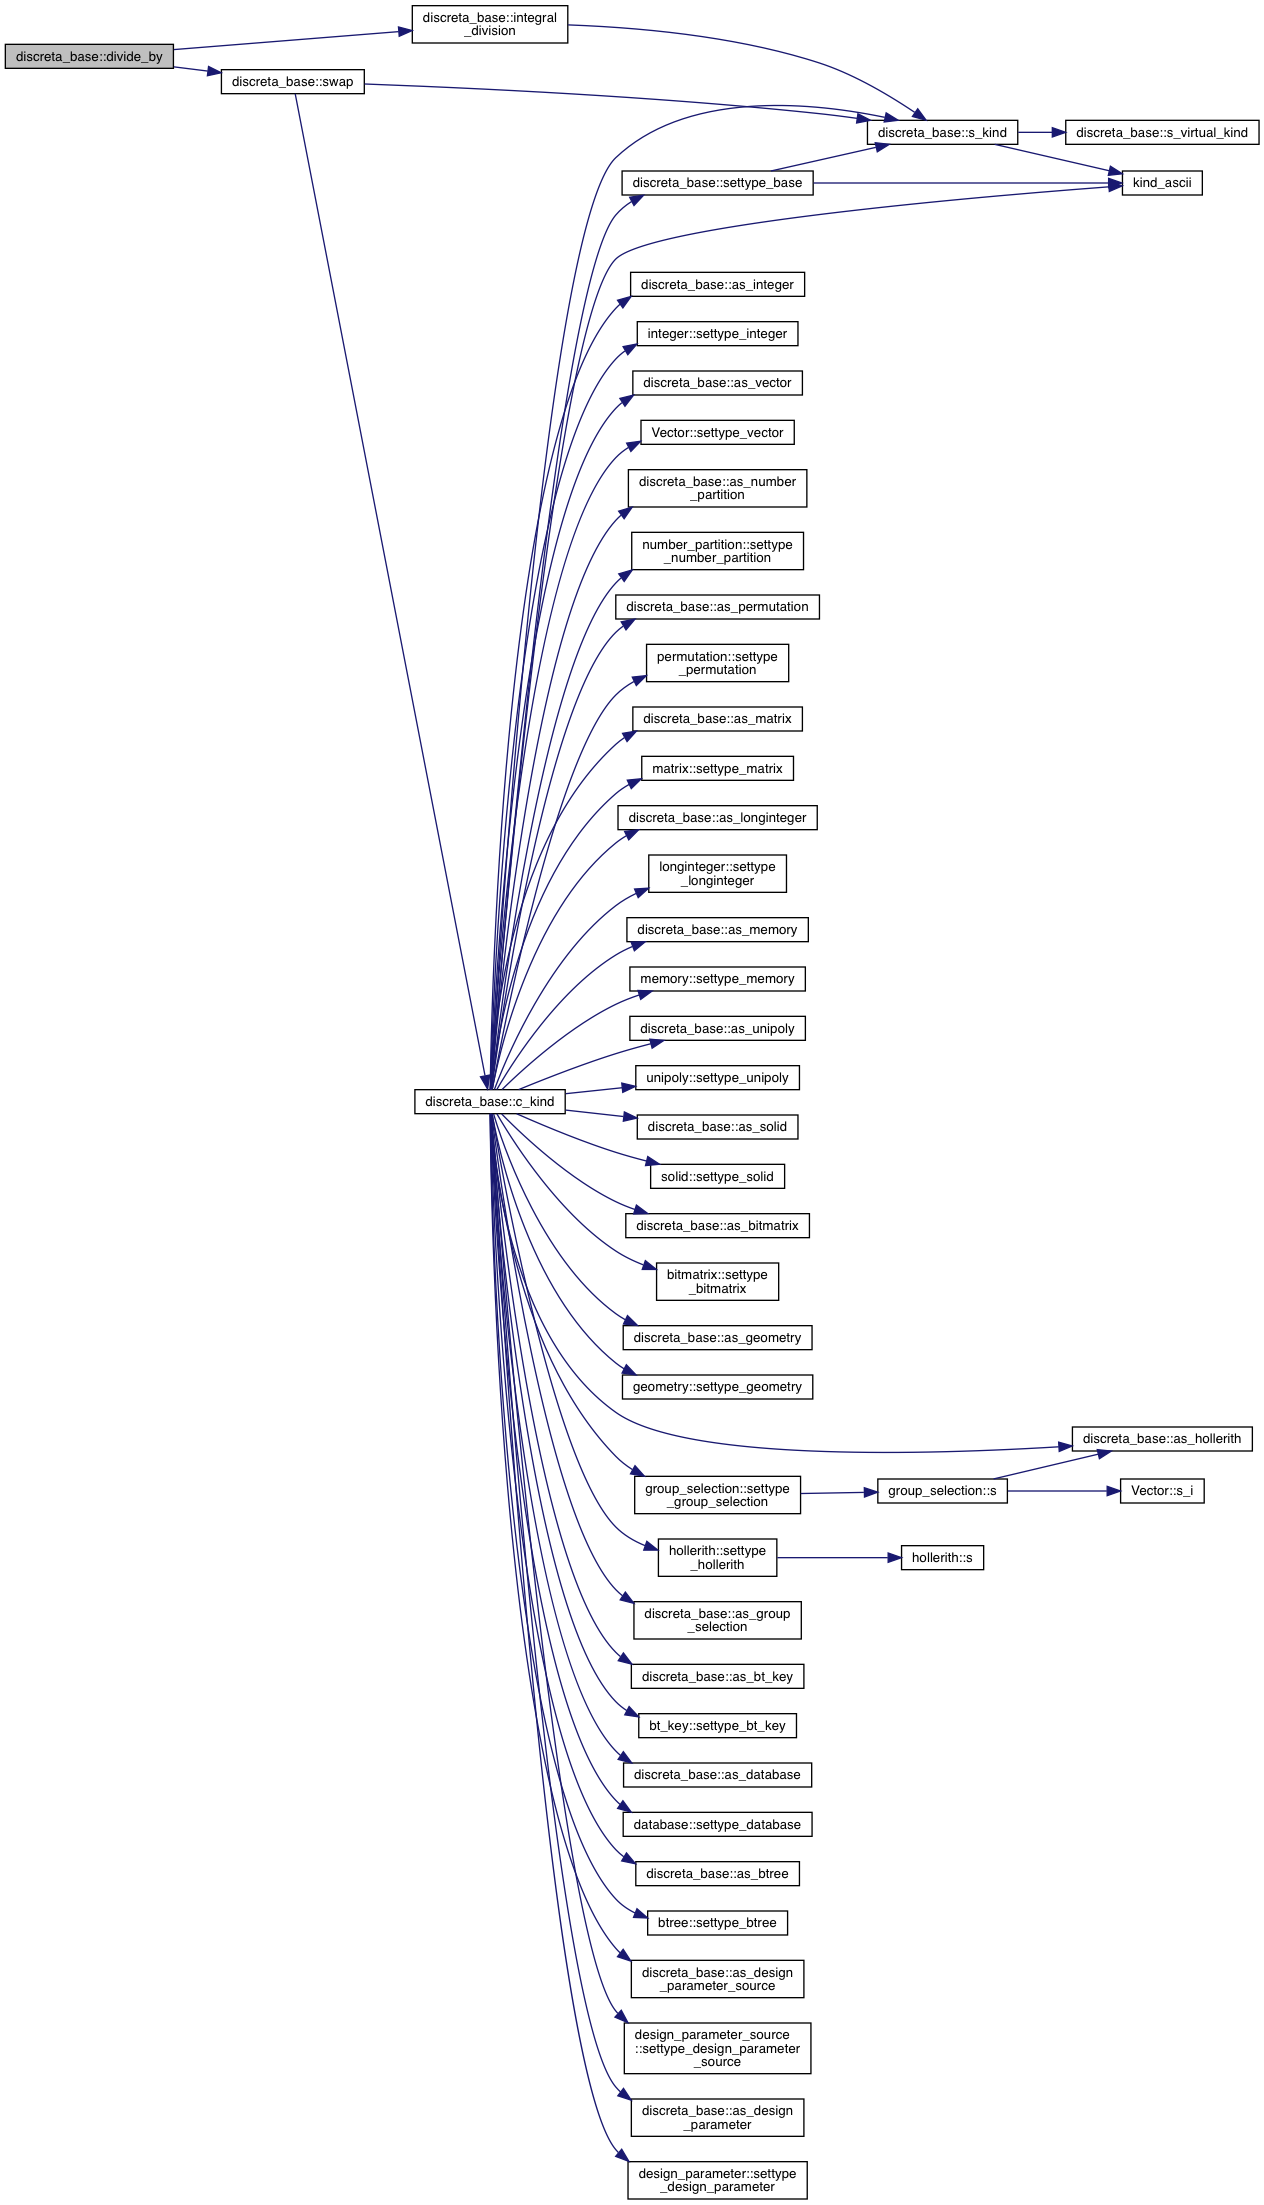 discreta_base::integral
_division
discreta_base::divide_by
discreta_base::swap
discreta_base::s_kind
discreta_base::s_virtual_kind
discreta_base::settype_base
kind_ascii
discreta_base::as_integer
integer::settype_integer
discreta_base::as_vector
Vector::settype_vector
discreta_base::as_number
_partition
number_partition::settype
_number_partition
discreta_base::as_permutation
permutation::settype
_permutation
discreta_base::as_matrix
matrix::settype_matrix
discreta_base::as_longinteger
longinteger::settype
_longinteger
discreta_base::as_memory
memory::settype_memory
discreta_base::as_unipoly
unipoly::settype_unipoly
discreta_base::c_kind
discreta_base::as_solid
solid::settype_solid
discreta_base::as_bitmatrix
bitmatrix::settype
_bitmatrix
discreta_base::as_geometry
geometry::settype_geometry
discreta_base::as_hollerith
group_selection::settype
_group_selection
group_selection::s
Vector::s_i
hollerith::settype
_hollerith
hollerith::s
discreta_base::as_group
_selection
discreta_base::as_bt_key
bt_key::settype_bt_key
discreta_base::as_database
database::settype_database
discreta_base::as_btree
btree::settype_btree
discreta_base::as_design
_parameter_source
design_parameter_source
::settype_design_parameter
_source
discreta_base::as_design
_parameter
design_parameter::settype
_design_parameter